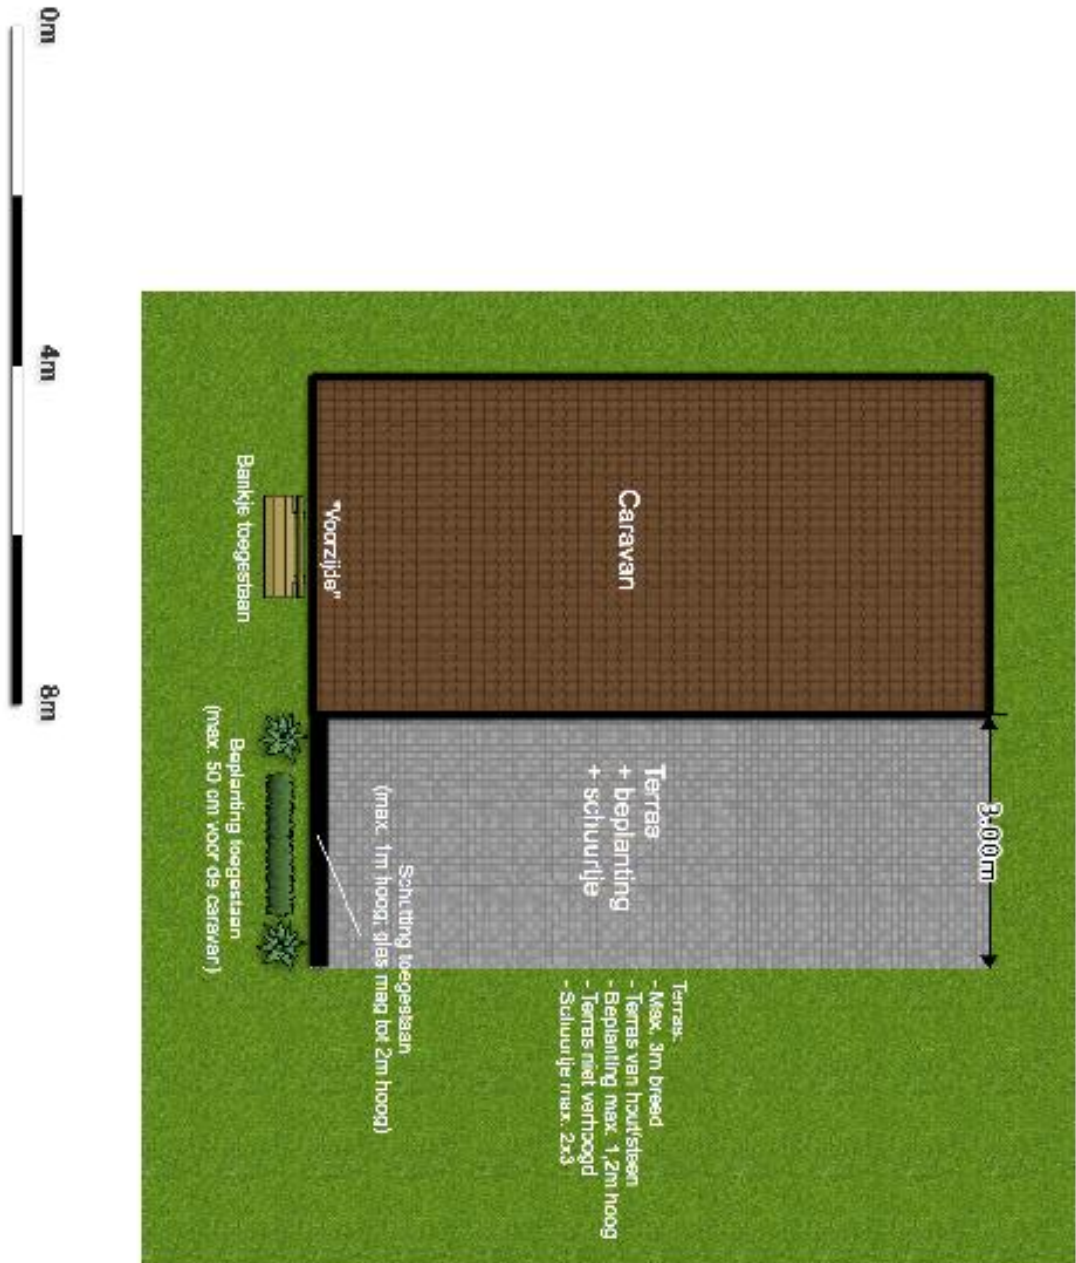 0m
4m
8m
Caravan
"Voorzijde"
Bankje toegestaan
3.00m
Terras
+ beplanting
+ schuurtje
Schutting toegestaan
(max. 1m hoog; glas mag tot 2m hoog)
Beplanting toegestaan
(max. 50 cm voor de caravan)
Terras:
- Max. 3m breed
- Terras van hout/steen
- Beplanting max. 1,2m hoog
- Terras niet verhoogd
- Schuurtje max. 2x3